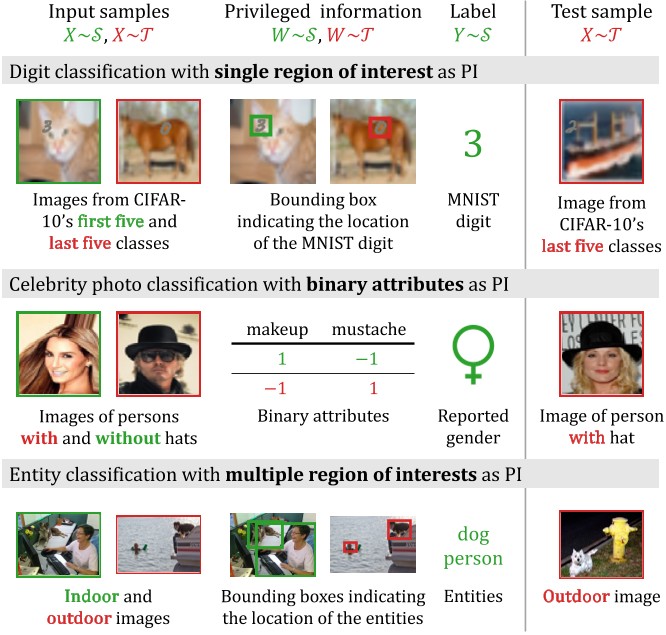 Input samples
X~S, X~T
Privileged information
W~S, W~T
Label
Y~S
Test sample
X~T
Digit classification with single region of interest as PI
3
3
3
Images from CIFAR-
10's first five and
last five classes
Bounding box
indicating the location
of the MNIST digit
MNIST
digit
Image from
CIFAR-10's
last five classes
Celebrity photo classification with binary attributes as PI
makeup mustache
1 −1
−1 1
Images of persons
with and without hats
Binary attributes
Reported
gender
Image of person
with hat
Entity classification with multiple region of interests as PI
dog
person
Indoor and
outdoor images
Bounding boxes indicating
the location of the entities
Entities
Outdoor image